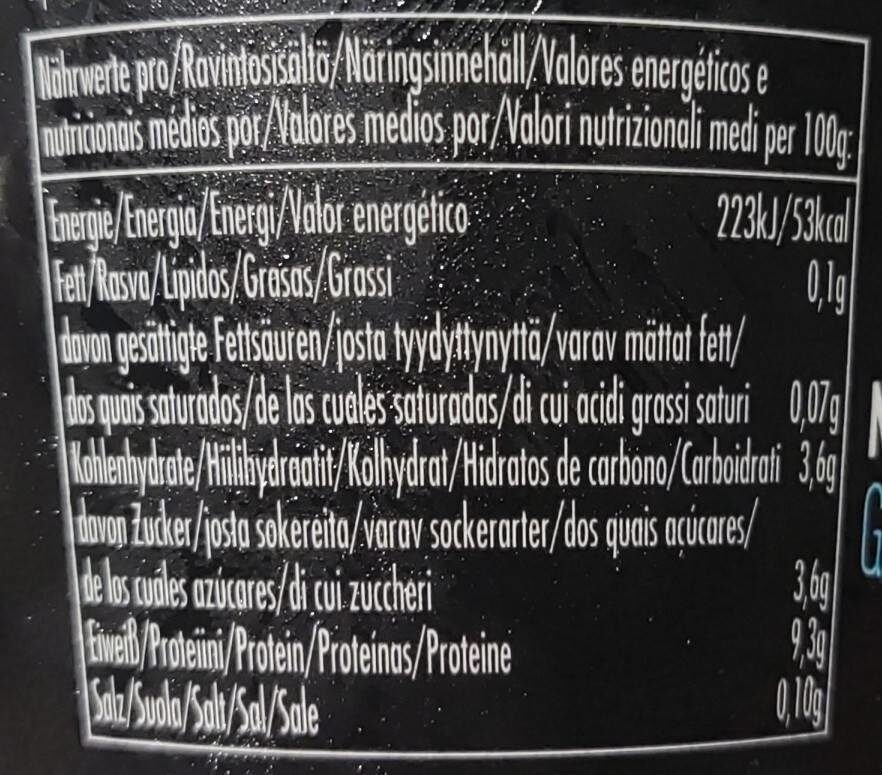 Nährwerte pro/Ravintosisältö/Näringsinnehåll/Valores energéticos e
nutricionais médios por/Valores medios por/Valori nutrizionali medi per 100g:
Energie/Energia/Energi/Valor energético 223kJ/53kcal
Fett/Rasva/Lípidos/Grasas/Grassi 0,1g
davon gesättigte Fettsäuren/josta tyydyttynyttä/varav mättat fett/
dos quais saturados/de las cuales saturadas/di cui acidi grassi saturi 0,07g
Kohlenhydrate/Hiilihydraatit/Kolhydrat/Hidratos de carbono/Carboidrati 3,6g
davon Zucker/josta sokereita/varav sockerarter/dos quais açúcares/
de los cuales azúcares/di cui zuccheri 3,6g
Eiweiß/Proteiini/Protein/Proteínas/Proteine 9,3g
Salz/Suola/Salt/Sal/Sale 0,10g